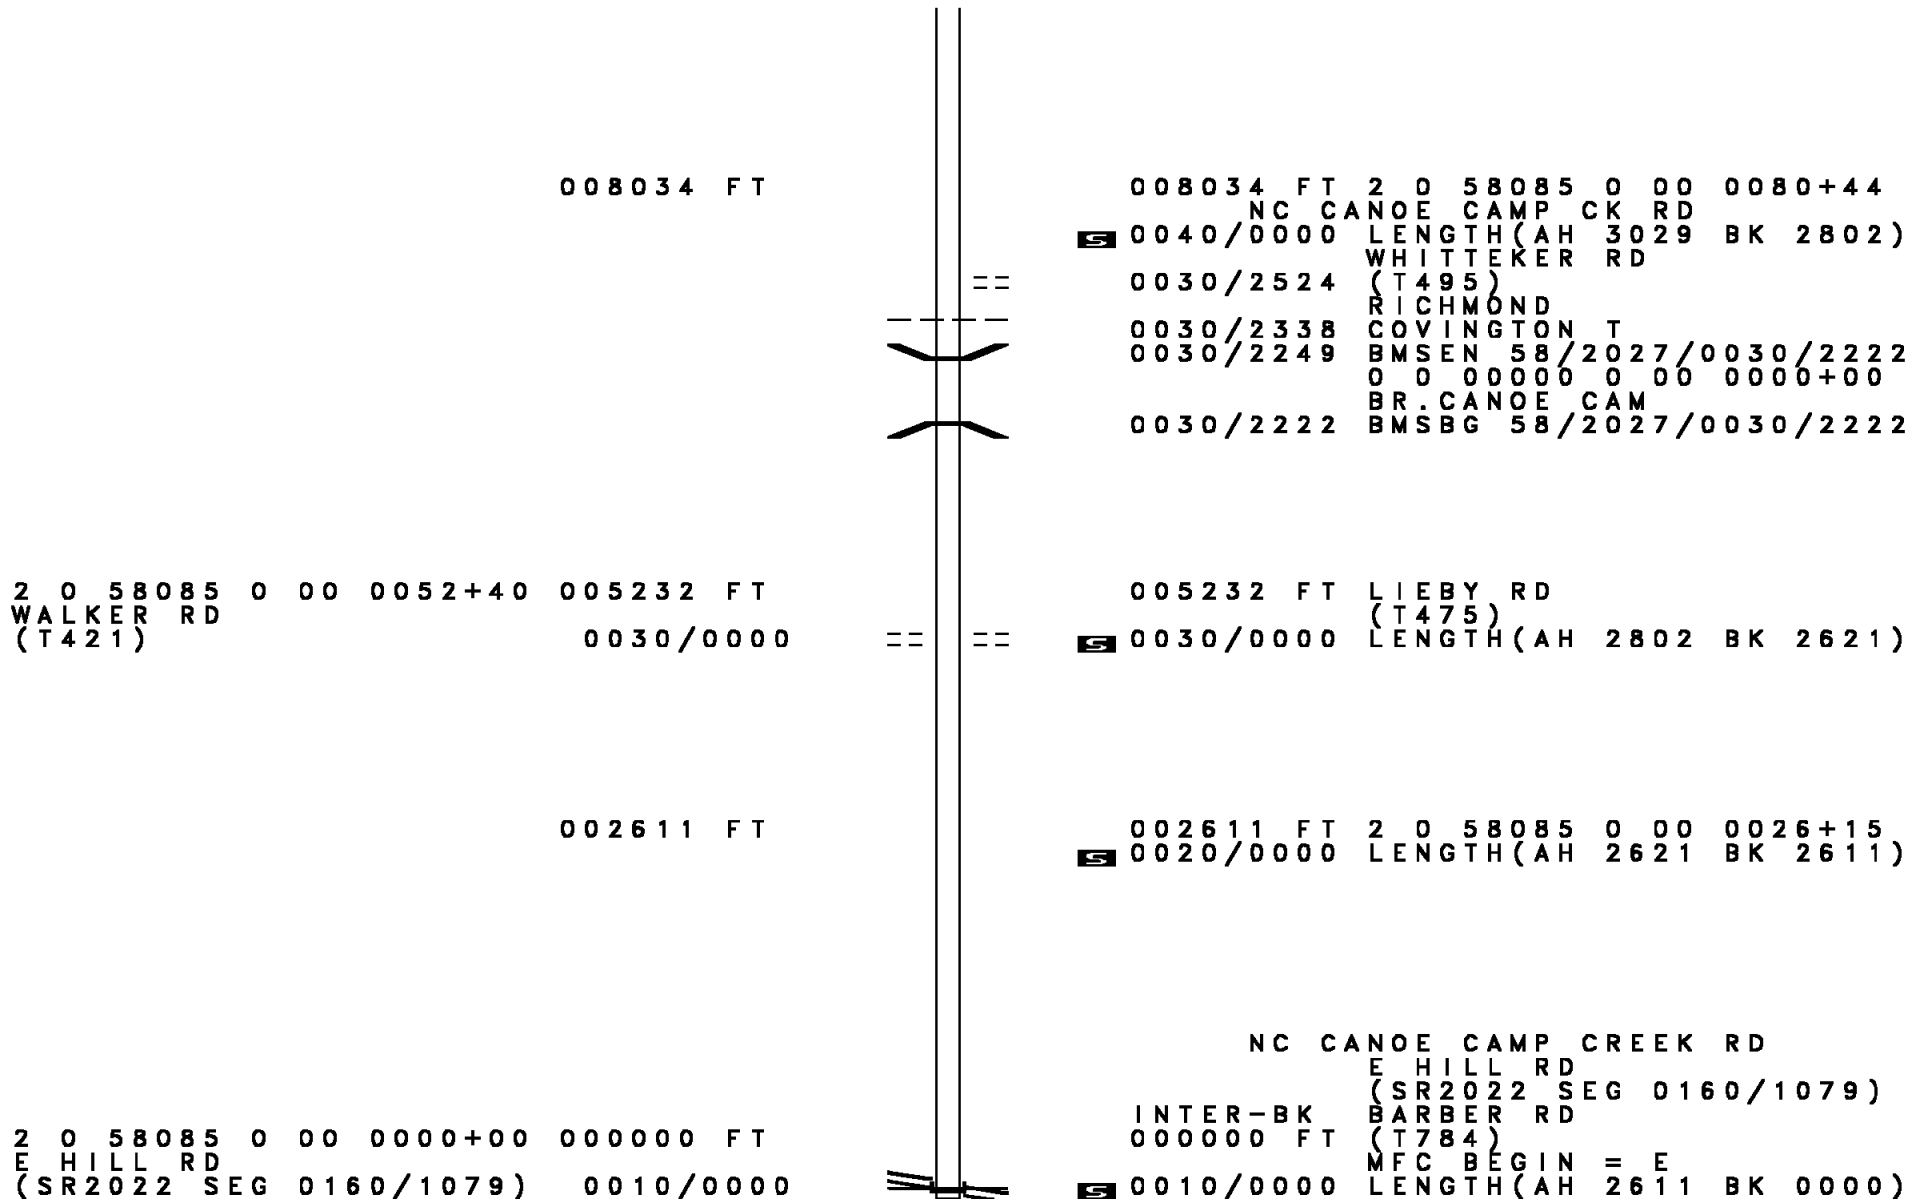 008034 FT
008034 FT 2 0 58085 0 00 0080+44
NC CANOE CAMP CK RD
S 0040/0000 LENGTH(AH 3029 BK 2802)
WHITTEKER RD
== 0030/2524 (T495)
RICHMOND
0030/2338 COVINGTON T
0030/2249 BMSEN 58/2027/0030/2222
0 0 00000 0 00 0000+00
BR.CANOE CAM
0030/2222 BMSBG 58/2027/0030/2222
2 0 58085 0 00 0052+40 005232 FT
WALKER RD
(T421) 0030/0000 ==
005232 FT LIEBY RD
(T475)
== S 0030/0000 LENGTH(AH 2802 BK 2621)
002611 FT
002611 FT 2 0 58085 0 00 0026+15
S 0020/0000 LENGTH(AH 2621 BK 2611)
NC CANOE CAMP CREEK RD
E HILL RD
(SR2022 SEG 0160/1079)
INTER-BK BARBER RD
000000 FT (T784)
MFC BEGIN = E
S 0010/0000 LENGTH(AH 2611 BK 0000)
2 0 58085 0 00 0000+00 000000 FT
E HILL RD
(SR2022 SEG 0160/1079) 0010/0000